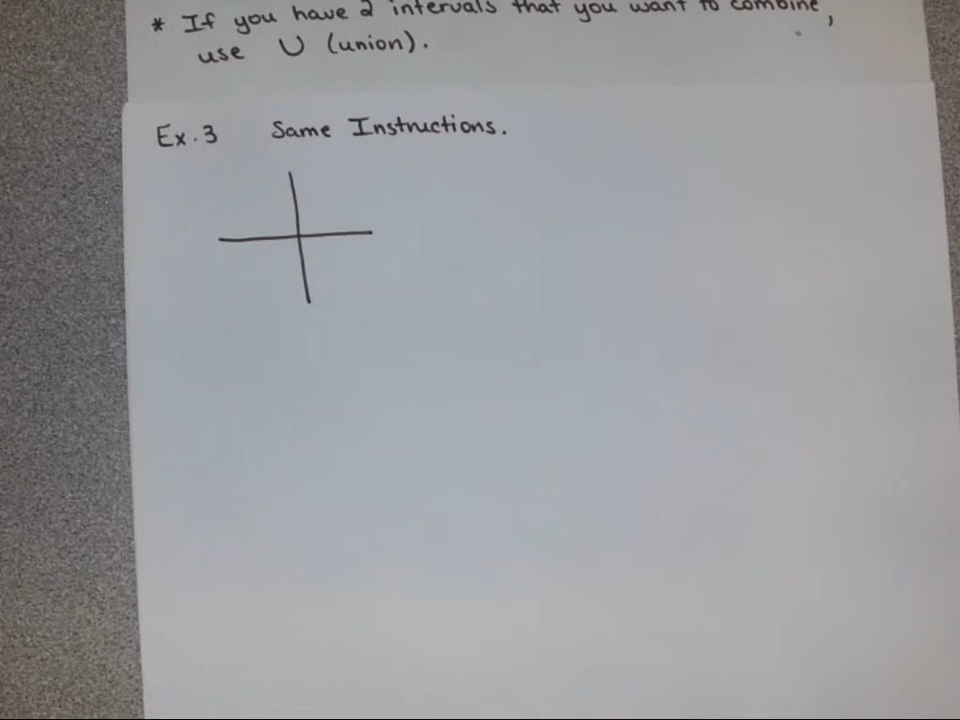 * If you have 2 intervals that you want to combine,
use ∪ (union).
Ex.3 Same Instructions.